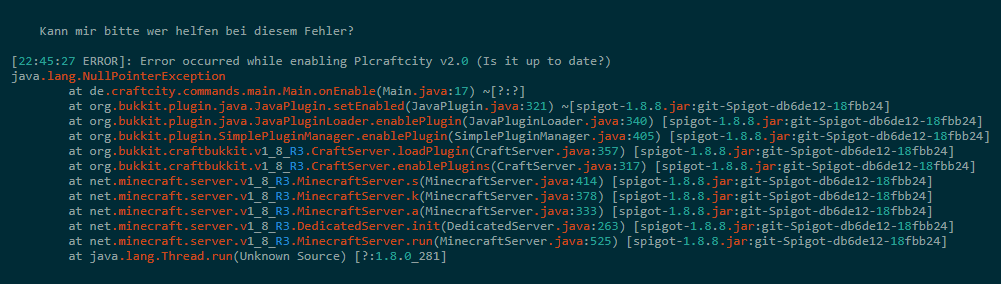 Kann mir bitte wer helfen bei diesem Fehler?
[22:45:27 ERROR]: Error occurred while enabling Plcraftcity v2.0 (Is it up to date?)
java.lang.NullPointerException
at de.craftcity.commands.main.Main.onEnable(Main.java:17) ~[?:?]
at org.bukkit.plugin.java.JavaPlugin.setEnabled(JavaPlugin.java:321) ~[spigot-1.8.8.jar:git-Spigot-db6de12-18fbb24]
at org.bukkit.plugin.java.JavaPluginLoader.enablePlugin(JavaPluginLoader.java:340) [spigot-1.8.8.jar:git-Spigot-db6de12-18fbb24]
at org.bukkit.plugin.SimplePluginManager.enablePlugin(SimplePluginManager.java:405) [spigot-1.8.8.jar:git-Spigot-db6de12-18fbb24]
at org.bukkit.craftbukkit.v1_8_R3.CraftServer.loadPlugin(CraftServer.java:357) [spigot-1.8.8.jar:git-Spigot-db6de12-18fbb24]
at org.bukkit.craftbukkit.v1_8_R3.CraftServer.enablePlugins(CraftServer.java:317) [spigot-1.8.8.jar:git-Spigot-db6de12-18fbb24]
at net.minecraft.server.v1_8_R3.MinecraftServer.s(MinecraftServer.java:414) [spigot-1.8.8.jar:git-Spigot-db6de12-18fbb24]
at net.minecraft.server.v1_8_R3.MinecraftServer.k(MinecraftServer.java:378) [spigot-1.8.8.jar:git-Spigot-db6de12-18fbb24]
at net.minecraft.server.v1_8_R3.MinecraftServer.a(MinecraftServer.java:333) [spigot-1.8.8.jar:git-Spigot-db6de12-18fbb24]
at net.minecraft.server.v1_8_R3.DedicatedServer.init(DedicatedServer.java:263) [spigot-1.8.8.jar:git-Spigot-db6de12-18fbb24]
at net.minecraft.server.v1_8_R3.MinecraftServer.run(MinecraftServer.java:525) [spigot-1.8.8.jar:git-Spigot-db6de12-18fbb24]
at java.lang.Thread.run(Unknown Source) [?:1.8.0_281]